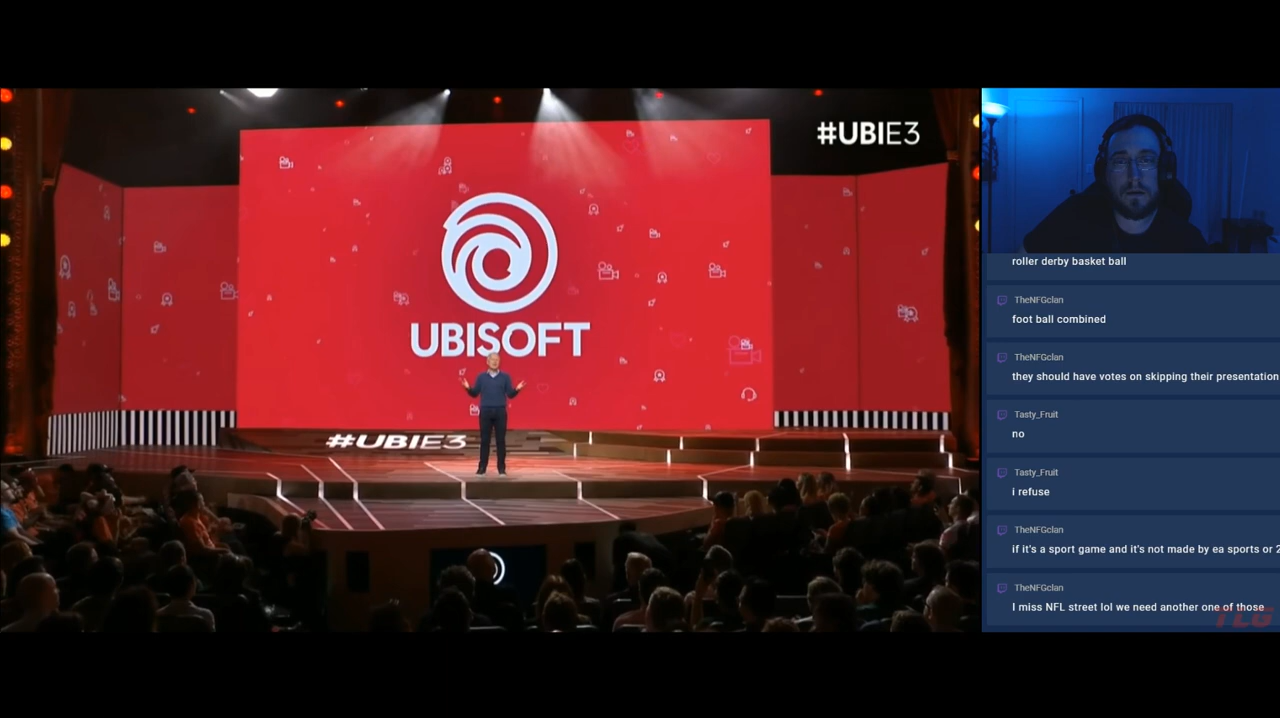 #UBIE3
UBISOFT
#UBIE3
roller derby basket ball
TheNFGclan
foot ball combined
TheNFGclan
they should have votes on skipping their presentation
Tasty_Fruit
no
Tasty_Fruit
i refuse
TheNFGclan
if it's a sport game and it's not made by ea sports or 2
TheNFGclan
I miss NFL street lol we need another one of those
TLG